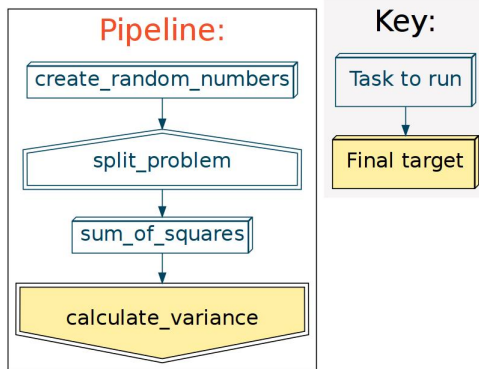 Pipeline:
create_random_numbers
split_problem
sum_of_squares
calculate_variance
Key:
Task to run
Final target